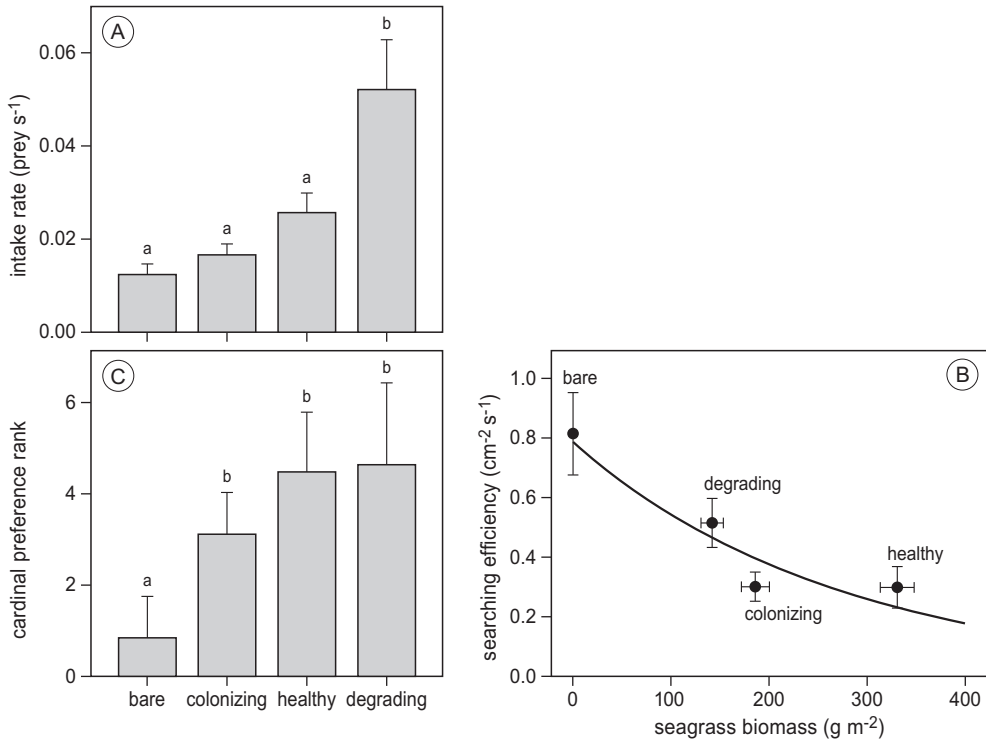 A
b
0.06
0.04
a
a
a
0.02
0.00
intake rate (prey s-1)
C
b
b
b
6
4
a
2
0
cardinal preference rank
bare colonizing healthy degrading
B
1.0
bare
0.8
degrading
0.6
healthy
0.4
colonizing
0.2
0.0
searching efficiency (cm-2 s-1)
0 100 200 300 400
seagrass biomass (g m-2)